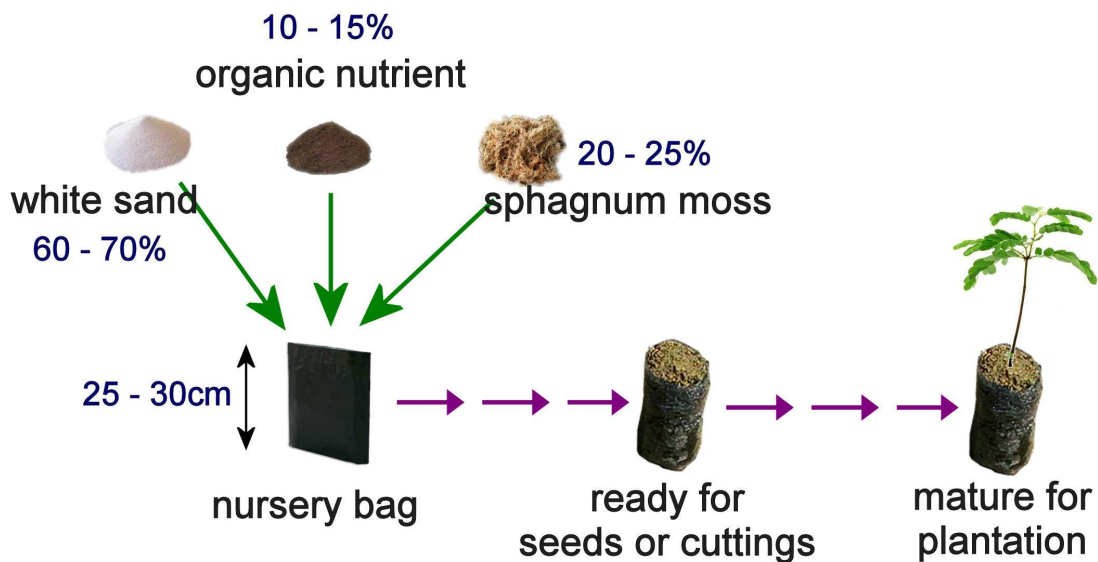 10 - 15%
organic nutrient
white sand
60 - 70%
20 - 25%
sphagnum moss
25 - 30cm
nursery bag
ready for
seeds or cuttings
mature for
plantation